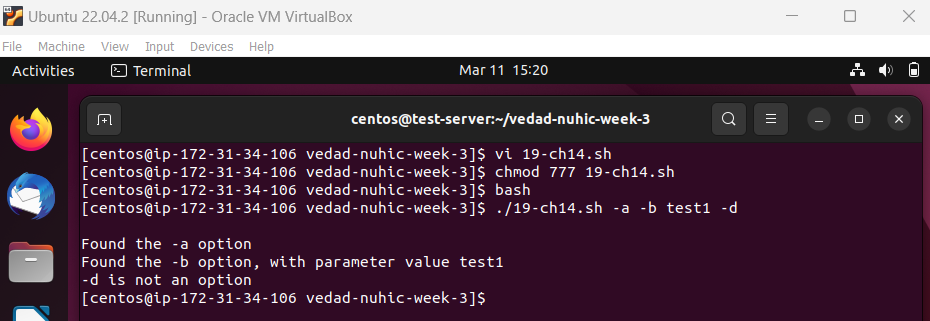 Ubuntu 22.04.2 [Running] - Oracle VM VirtualBox
File Machine View Input Devices Help
Activities Terminal Mar 11 15:20
centos@test-server:~/vedad-nuhic-week-3
[centos@ip-172-31-34-106 vedad-nuhic-week-3]$ vi 19-ch14.sh
[centos@ip-172-31-34-106 vedad-nuhic-week-3]$ chmod 777 19-ch14.sh
[centos@ip-172-31-34-106 vedad-nuhic-week-3]$ bash
[centos@ip-172-31-34-106 vedad-nuhic-week-3]$ ./19-ch14.sh -a -b test1 -d
Found the -a option
Found the -b option, with parameter value test1
-d is not an option
[centos@ip-172-31-34-106 vedad-nuhic-week-3]$